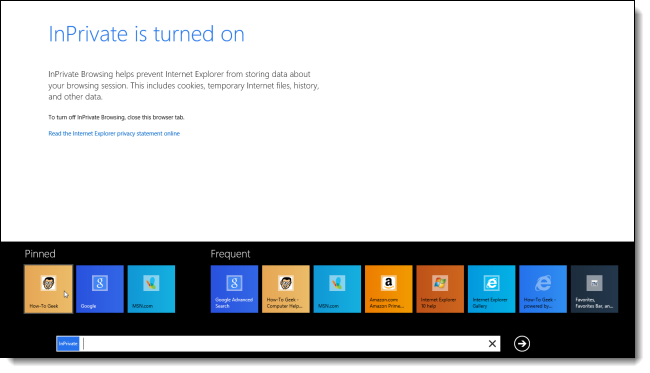 InPrivate is turned on
InPrivate Browsing helps prevent Internet Explorer from storing data about
your browsing session. This includes cookies, temporary Internet files, history,
and other data.
To turn off InPrivate Browsing, close this browser tab.
Read the Internet Explorer privacy statement online
Pinned
Frequent
How-To Geek
Google
MSN.com
Google Advanced
Search
How-To Geek -
Computer Help...
MSN.com
Amazon.com:
Amazon Prime...
Internet Explorer
10 help
Internet Explorer
Gallery
How-To Geek -
powered by...
Favorites,
Favorites Bar, an...
InPrivate